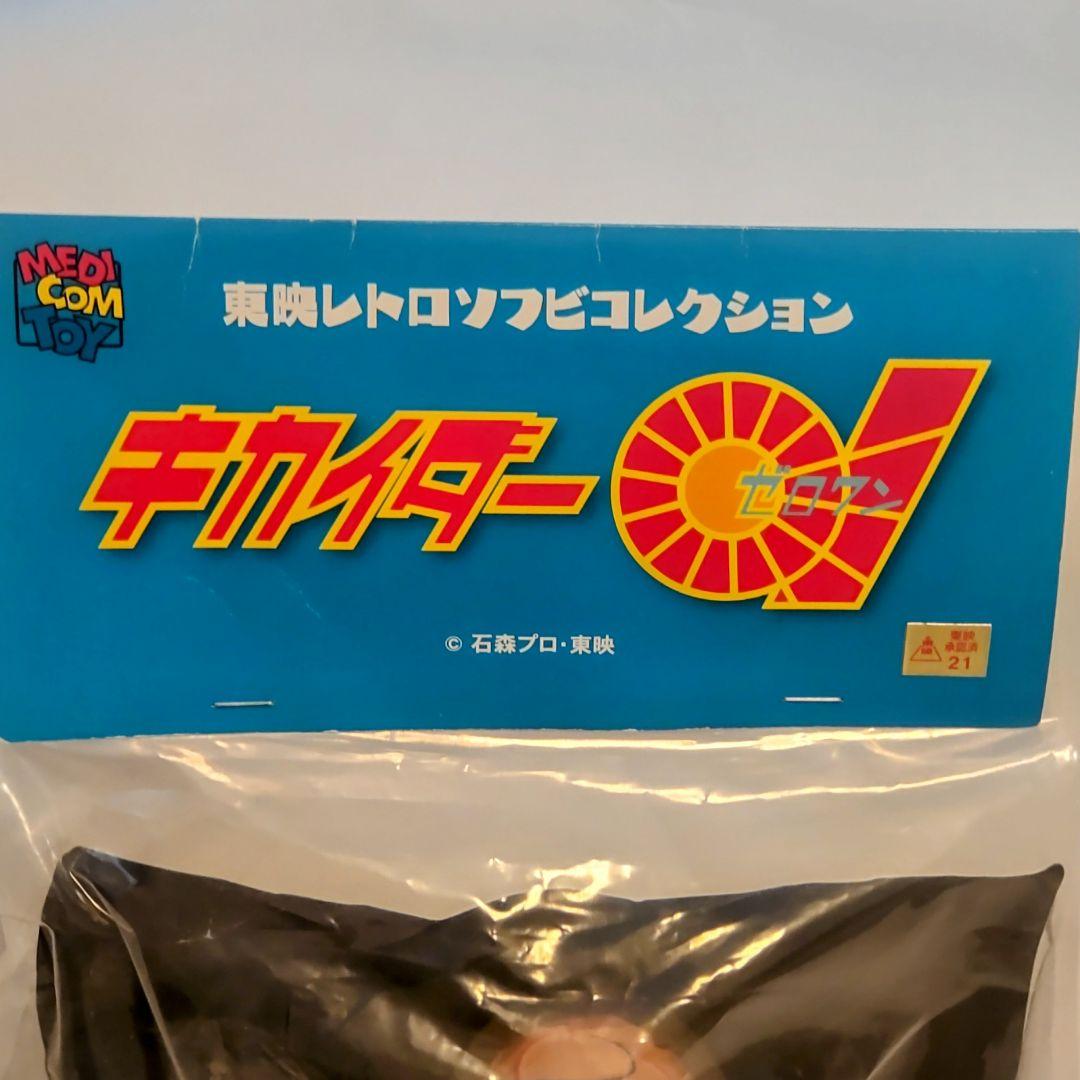 MEDI
COM
TOY
東映レトロソフビコレクション
キカイダー01
ゼロワン
© 石森プロ・東映
東映
東映
承認済
21